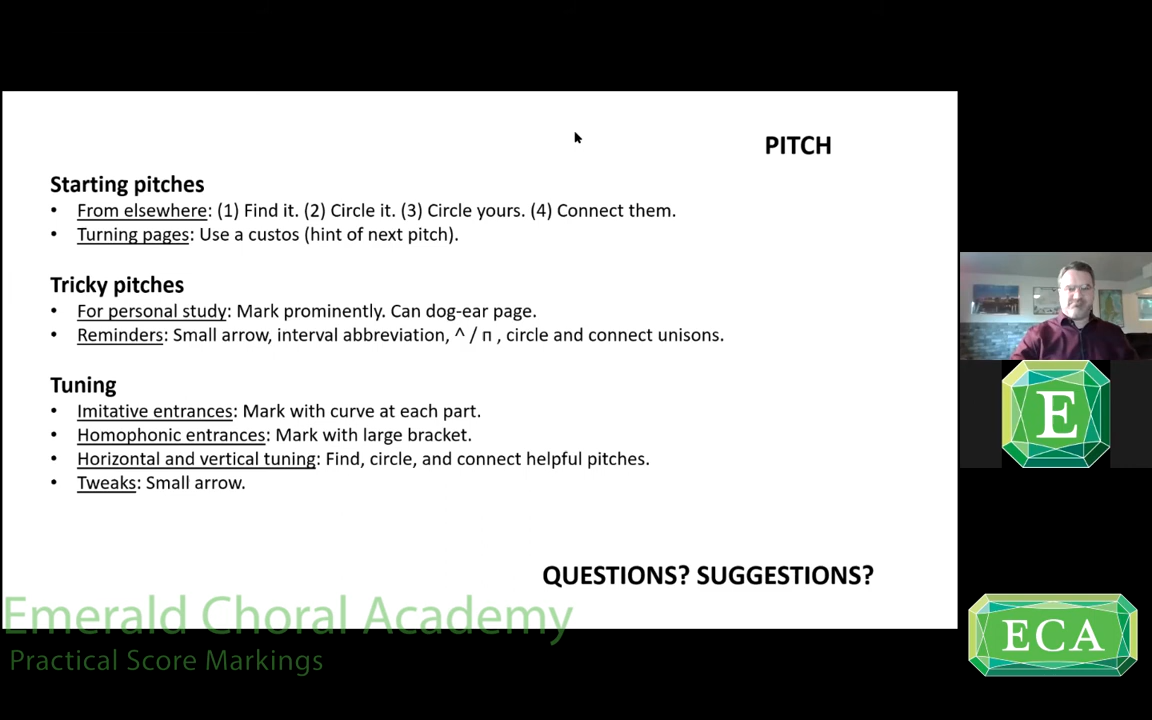 PITCH
Starting pitches
• From elsewhere: (1) Find it. (2) Circle it. (3) Circle yours. (4) Connect them.
• Turning pages: Use a custos (hint of next pitch).
Tricky pitches
• For personal study: Mark prominently. Can dog-ear page.
• Reminders: Small arrow, interval abbreviation, ^ / п , circle and connect unisons.
Tuning
• Imitative entrances: Mark with curve at each part.
• Homophonic entrances: Mark with large bracket.
• Horizontal and vertical tuning: Find, circle, and connect helpful pitches.
• Tweaks: Small arrow.
QUESTIONS? SUGGESTIONS?
Emerald Choral Academy
Practical Score Markings
E
ECA